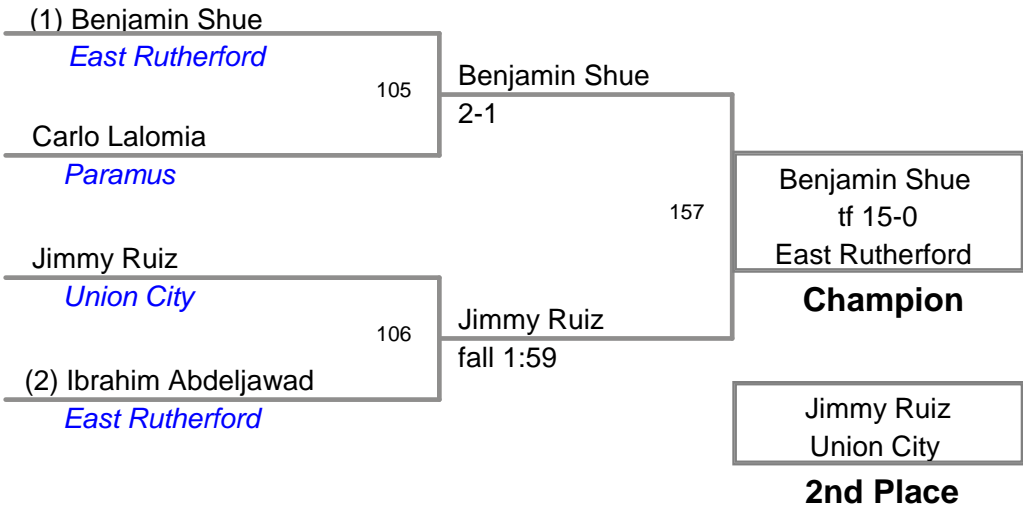 (1) Benjamin Shue
East Rutherford
105
Benjamin Shue
2-1
Carlo Lalomia
Paramus
157
Benjamin Shue
tf 15-0
East Rutherford
Champion
Jimmy Ruiz
Union City
106
Jimmy Ruiz
fall 1:59
(2) Ibrahim Abdeljawad
East Rutherford
Jimmy Ruiz
Union City
2nd Place